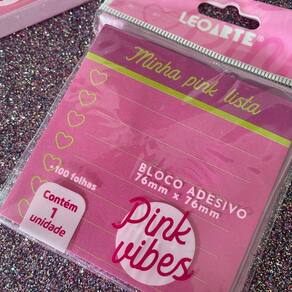 LEOARTE®
Minha pink lista
BLOCO ADESIVO
76mm x 76mm
100 folhas
Contém
1
unidade
Pink
vibes